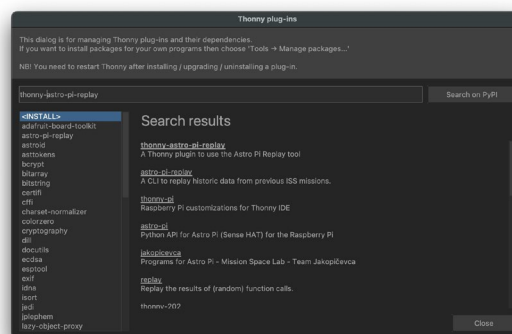 Thonny plug-ins
This dialog is for managing Thonny plug-ins and their dependencies.
If you want to install packages for your own programs then choose 'Tools → Manage packages...'
NB! You need to restart Thonny after installing / upgrading / uninstalling a plug-in.
thonny-astro-pi-replay
Search on PyPI
<INSTALL>
adafruit-board-toolkit
astro-pi-replay
astroid
asttokens
bcrypt
bitarray
bitstring
certifi
cffi
charset-normalizer
colorzero
cryptography
dill
docutils
ecdsa
esptool
exif
idna
isort
jedi
jplephem
lazy-object-proxy
Search results
thonny-astro-pi-replay
A Thonny plugin to use the Astro Pi Replay tool
astro-pi-replay
A CLI to replay historic data from previous ISS missions.
thonny-pi
Raspberry Pi customizations for Thonny IDE
astro-pi
Python API for Astro Pi (Sense HAT) for the Raspberry Pi
jakopicevca
Programs for Astro Pi - Mission Space Lab - Team Jakopičevca
replay
Replay the results of (random) function calls.
thonny-202
Close